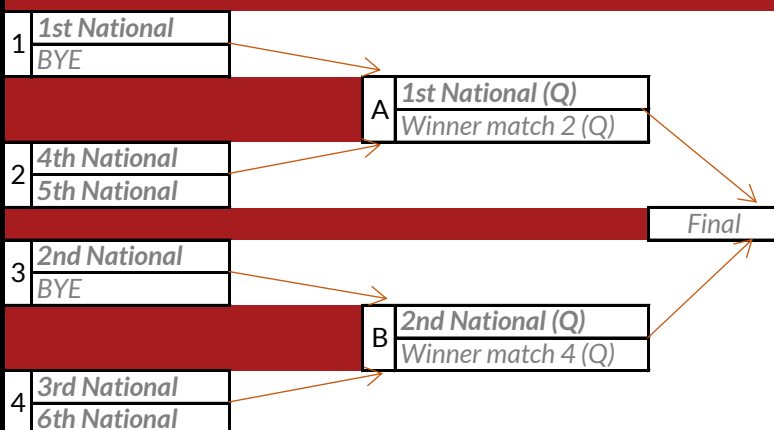 1
1st National
BYE
A
1st National (Q)
Winner match 2 (Q)
2
4th National
5th National
Final
3
2nd National
BYE
B
2nd National (Q)
Winner match 4 (Q)
4
3rd National
6th National